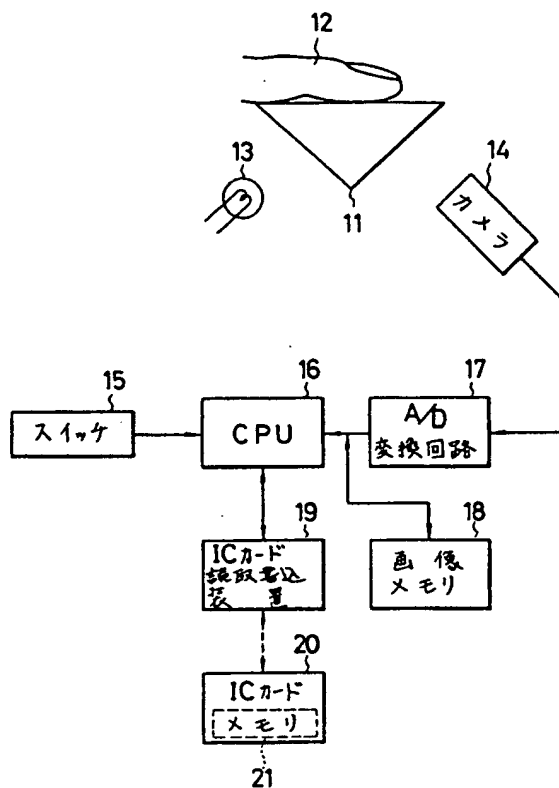 12
13
14
カメラ
11
15
16
17
スイッチ
CPU
A/D
変換回路
19
18
ICカード
読取書込
装置
画像
メモリ
20
ICカード
メモリ
21